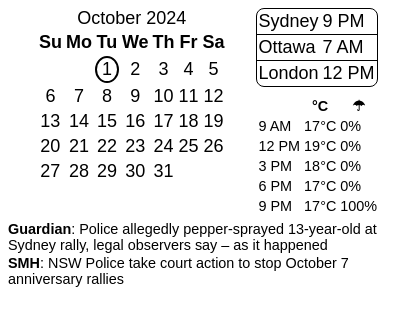 October 2024
Su Mo Tu We Th Fr Sa
1 2 3 4 5
6 7 8 9 10 11 12
13 14 15 16 17 18 19
20 21 22 23 24 25 26
27 28 29 30 31
Sydney 9 PM
Ottawa 7 AM
London 12 PM
°C ☂
9 AM 17°C 0%
12 PM 19°C 0%
3 PM 18°C 0%
6 PM 17°C 0%
9 PM 17°C 100%
Guardian: Police allegedly pepper-sprayed 13-year-old at
Sydney rally, legal observers say – as it happened
SMH: NSW Police take court action to stop October 7
anniversary rallies